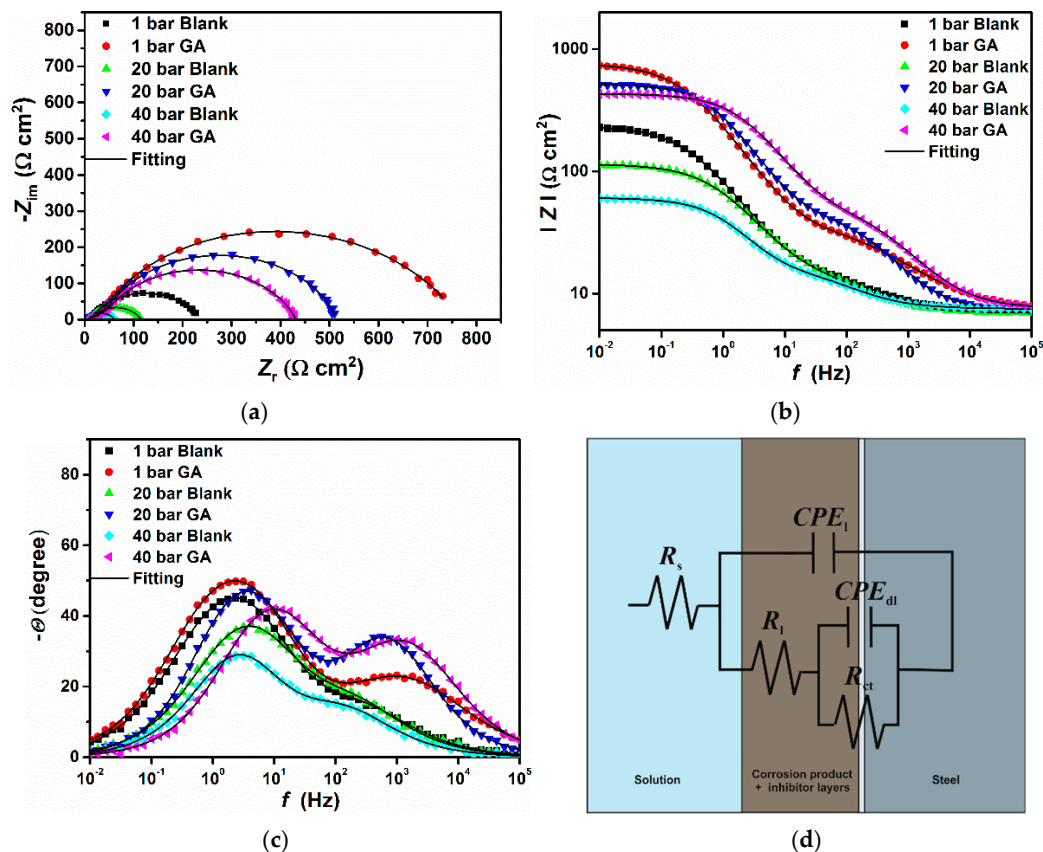 800
700
600
500
400
300
200
100
0
-Zim (Ω cm²)
1 bar Blank
1 bar GA
20 bar Blank
20 bar GA
40 bar Blank
40 bar GA
Fitting
0 100 200 300 400 500 600 700 800
Zr (Ω cm²)
(a)
1000
100
10
I Z I (Ω cm²)
1 bar Blank
1 bar GA
20 bar Blank
20 bar GA
40 bar Blank
40 bar GA
Fitting
10⁻² 10⁻¹ 10⁰ 10¹ 10² 10³ 10⁴ 10⁵
f (Hz)
(b)
80
60
40
20
0
-Θ (degree)
1 bar Blank
1 bar GA
20 bar Blank
20 bar GA
40 bar Blank
40 bar GA
Fitting
10⁻² 10⁻¹ 10⁰ 10¹ 10² 10³ 10⁴ 10⁵
f (Hz)
(c)
CPEl
Rs
CPEdl
Rl
Rct
Solution
Corrosion product
+ inhibitor layers
Steel
(d)